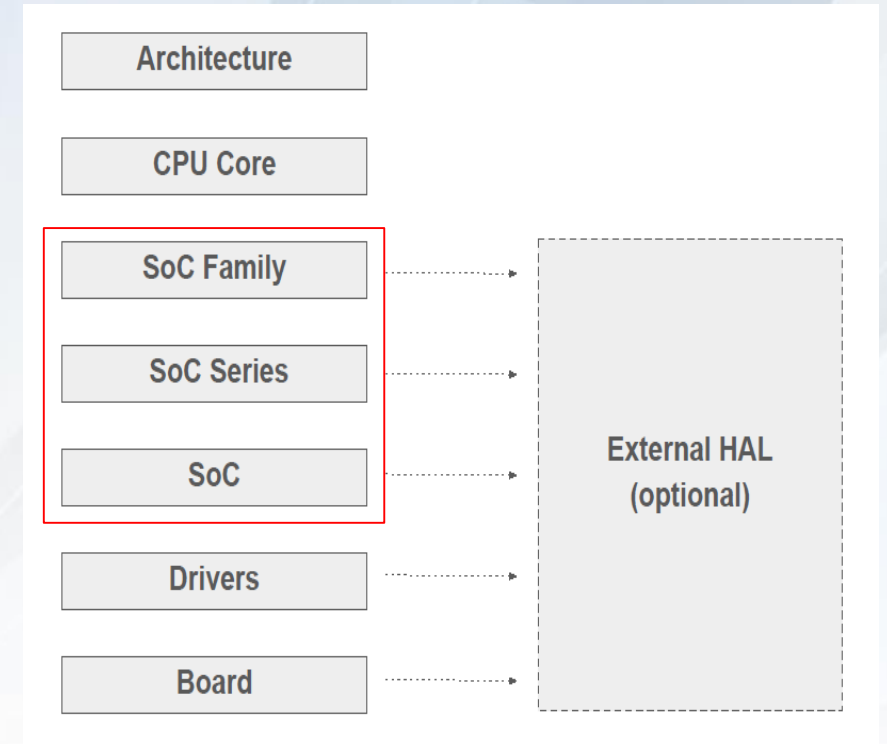 Architecture
CPU Core
SoC Family
SoC Series
SoC
Drivers
Board
External HAL
(optional)